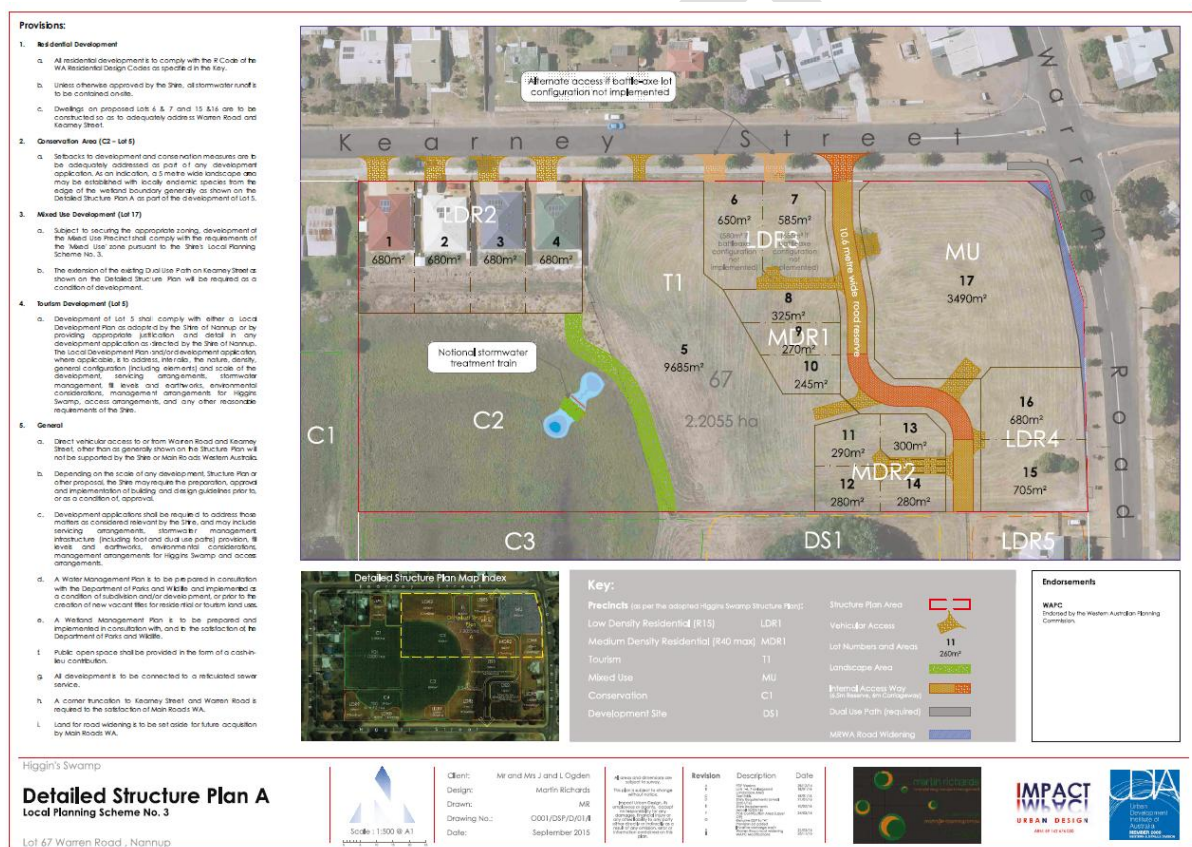 Provisions:
1. Residential Development
a. All residential development is to comply with the R Code of the
WA Residential Design Codes as specified in the Key.
b. Unless otherwise approved by the Shire, all stormwater runoff is
to be contained on-site.
c. Dwellings on proposed Lots 6 & 7 and 15 &16 are to be
constructed so as to adequately address Warren Road and
Kearney Street.
2. Conservation Area (C2 – Lot 5)
a. Setbacks to development and conservation measures are to
be adequately addressed as part of any development
application. As an indication, a 5 metre wide landscape area
may be established with locally endemic species from the
edge of the wetland boundary generally as shown on the
Detailed Structure Plan A as part of the development of Lot 5.
3. Mixed Use Development (Lot 17)
a. Subject to securing the appropriate zoning, development of
the Mixed Use Precinct shall comply with the requirements of
the 'Mixed Use' zone pursuant to the Shire's Local Planning
Scheme No. 3.
b. The extension of the existing Dual Use Path on Kearney Street as
shown on the Detailed Structure Plan will be required as a
condition of development.
4. Tourism Development (Lot 5)
a. Development of Lot 5 shall comply with either a Local
Development Plan as adopted by the Shire of Nannup or by
providing appropriate justification and detail in any
development application as directed by the Shire of Nannup.
The Local Development Plan and/or development application,
where applicable, is to address, inter alia, the nature, density,
general configuration (including elements) and scale of the
development, servicing arrangements, stormwater
management, fill levels and earthworks, environmental
considerations, management arrangements for Higgins
Swamp, access arrangements, and any other reasonable
requirements of the Shire.
5. General
a. Direct vehicular access to or from Warren Road and Kearney
Street, other than as generally shown on the Structure Plan will
not be supported by the Shire or Main Roads Western Australia.
b. Depending on the scale of any development, Structure Plan or
other proposal, the Shire may require the preparation, approval
and implementation of building and design guidelines prior to,
or as a condition of, approval.
c. Development applications shall be required to address those
matters as considered relevant by the Shire, and may include
servicing arrangements, stormwater management,
infrastructure (including foot and dual use paths) provision, fill
levels and earthworks, environmental considerations,
management arrangements for Higgins Swamp and access
arrangements.
d. A Water Management Plan is to be prepared in consultation
with the Department of Parks and Wildlife and implemented as
a condition of subdivision and/or development, or prior to the
creation of new vacant titles for residential or tourism land uses.
e. A Wetland Management Plan is to be prepared and
implemented in consultation with, and to the satisfaction of, the
Department of Parks and Wildlife.
f. Public open space shall be provided in the form of a cash-in-
lieu contribution.
g. All development is to be connected to a reticulated sewer
service.
h. A corner truncation to Kearney Street and Warren Road is
required to the satisfaction of Main Roads WA.
i. Land for road widening is to be set aside for future acquisition
by Main Roads WA.
Alternate access if battle-axe lot
configuration not implemented
Kearney Street
Warren Road
LDR2
1
680m²
2
680m²
3
680m²
4
680m²
T1
5
9685m²
67
2.2055 ha
6
650m²
7
585m²
battleaxe
configuration
not
implemented)
8
325m²
MDR1
9
270m²
10
245m²
10.6 metre wide road reserve
MU
17
3490m²
Notional stormwater
treatment train
C1
C2
C3
11
290m²
13
300m²
MDR2
12
280m²
14
280m²
16
680m²
LDR4
15
705m²
DS1
LDR5
Detailed Structure Plan Map Index
Key:
Precincts (as per the adopted Higgins Swamp Structure Plan):
Low Density Residential (R15) LDR1
Medium Density Residential (R40 max) MDR1
Tourism T1
Mixed Use MU
Conservation C1
Development Site DS1
Structure Plan Area
Vehicular Access
Lot Numbers and Areas
11
260m²
Landscape Area
Internal Access Way
Dual Use Path (required)
MRWA Road Widening
Endorsements
WAPC
Endorsed by the Western Australian Planning
Commission.
Higgin's Swamp
Detailed Structure Plan A
Local Planning Scheme No. 3
Lot 67 Warren Road , Nannup
Scale | 1:500 @ A1
Client: Mr and Mrs J and L Ogden
Design: Martin Richards
Drawn: MR
Drawing No.: O001/DSP/D/01/I
Date: September 2015
Revision Description Date
martin richards
IMPACT
URBAN DESIGN
UDIA
Urban
Development
Institute of
Australia